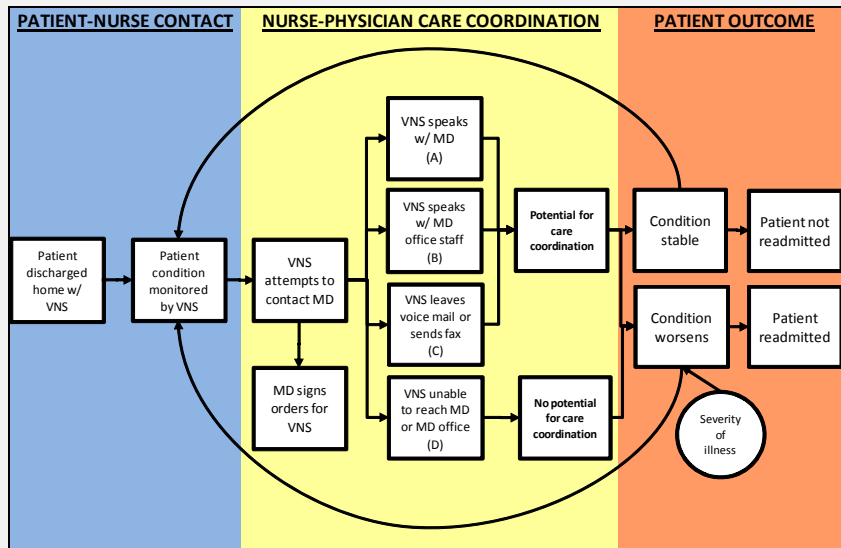 PATIENT-NURSE CONTACT
NURSE-PHYSICIAN CARE COORDINATION
PATIENT OUTCOME
Patient
discharged
home w/
VNS
Patient
condition
monitored
by VNS
VNS
attempts to
contact MD
MD signs
orders for
VNS
VNS
speaks
w/ MD
(A)
VNS
speaks
w/ MD
office staff
(B)
VNS leaves
voice mail or
sends fax
(C)
VNS unable
to reach MD
or MD office
(D)
Potential for
care
coordination
No potential
for care
coordination
Condition
stable
Patient not
readmitted
Condition
worsens
Patient
readmitted
Severity
of
illness